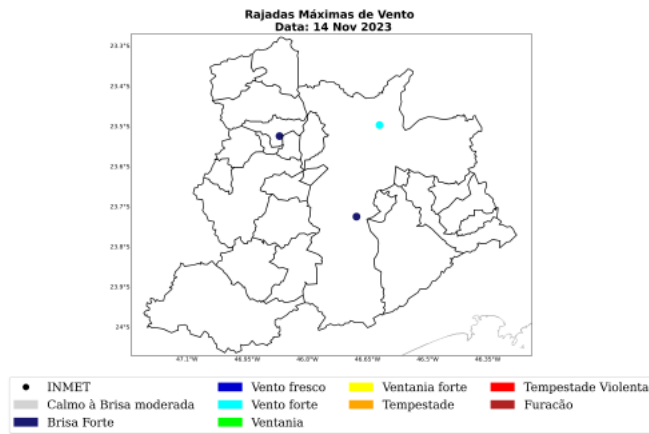 Rajadas Máximas de Vento
Data: 14 Nov 2023
23.3°S
23.4°S
23.5°S
23.6°S
23.7°S
23.8°S
23.9°S
24°S
47.1°W
46.95°W
46.8°W
46.65°W
46.5°W
46.35°W
INMET
Vento fresco
Ventania forte
Tempestade Violenta
Calmo à Brisa moderada
Vento forte
Tempestade
Furacão
Brisa Forte
Ventania